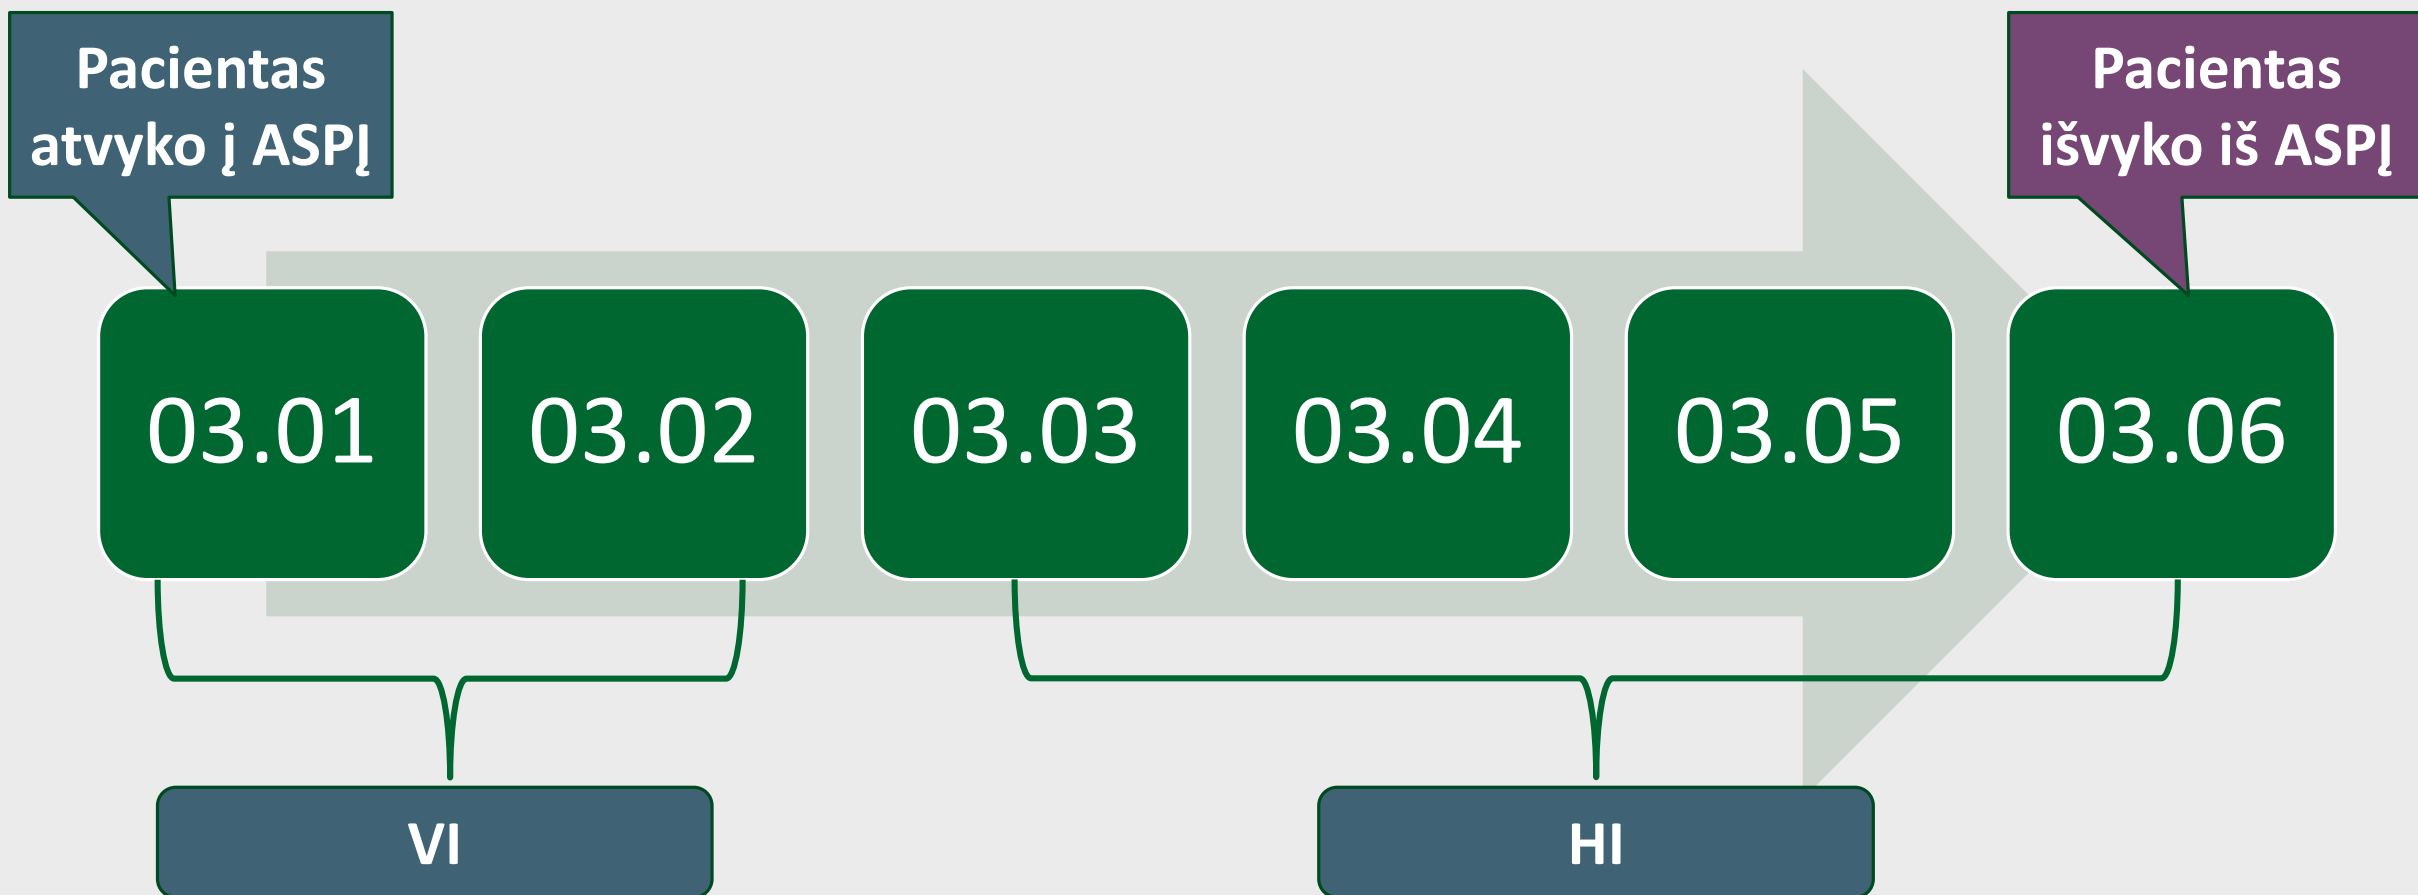 Pacientas
atvyko į ASPĮ
Pacientas
išvyko iš ASPĮ
03.01
03.02
03.03
03.04
03.05
03.06
VI
HI